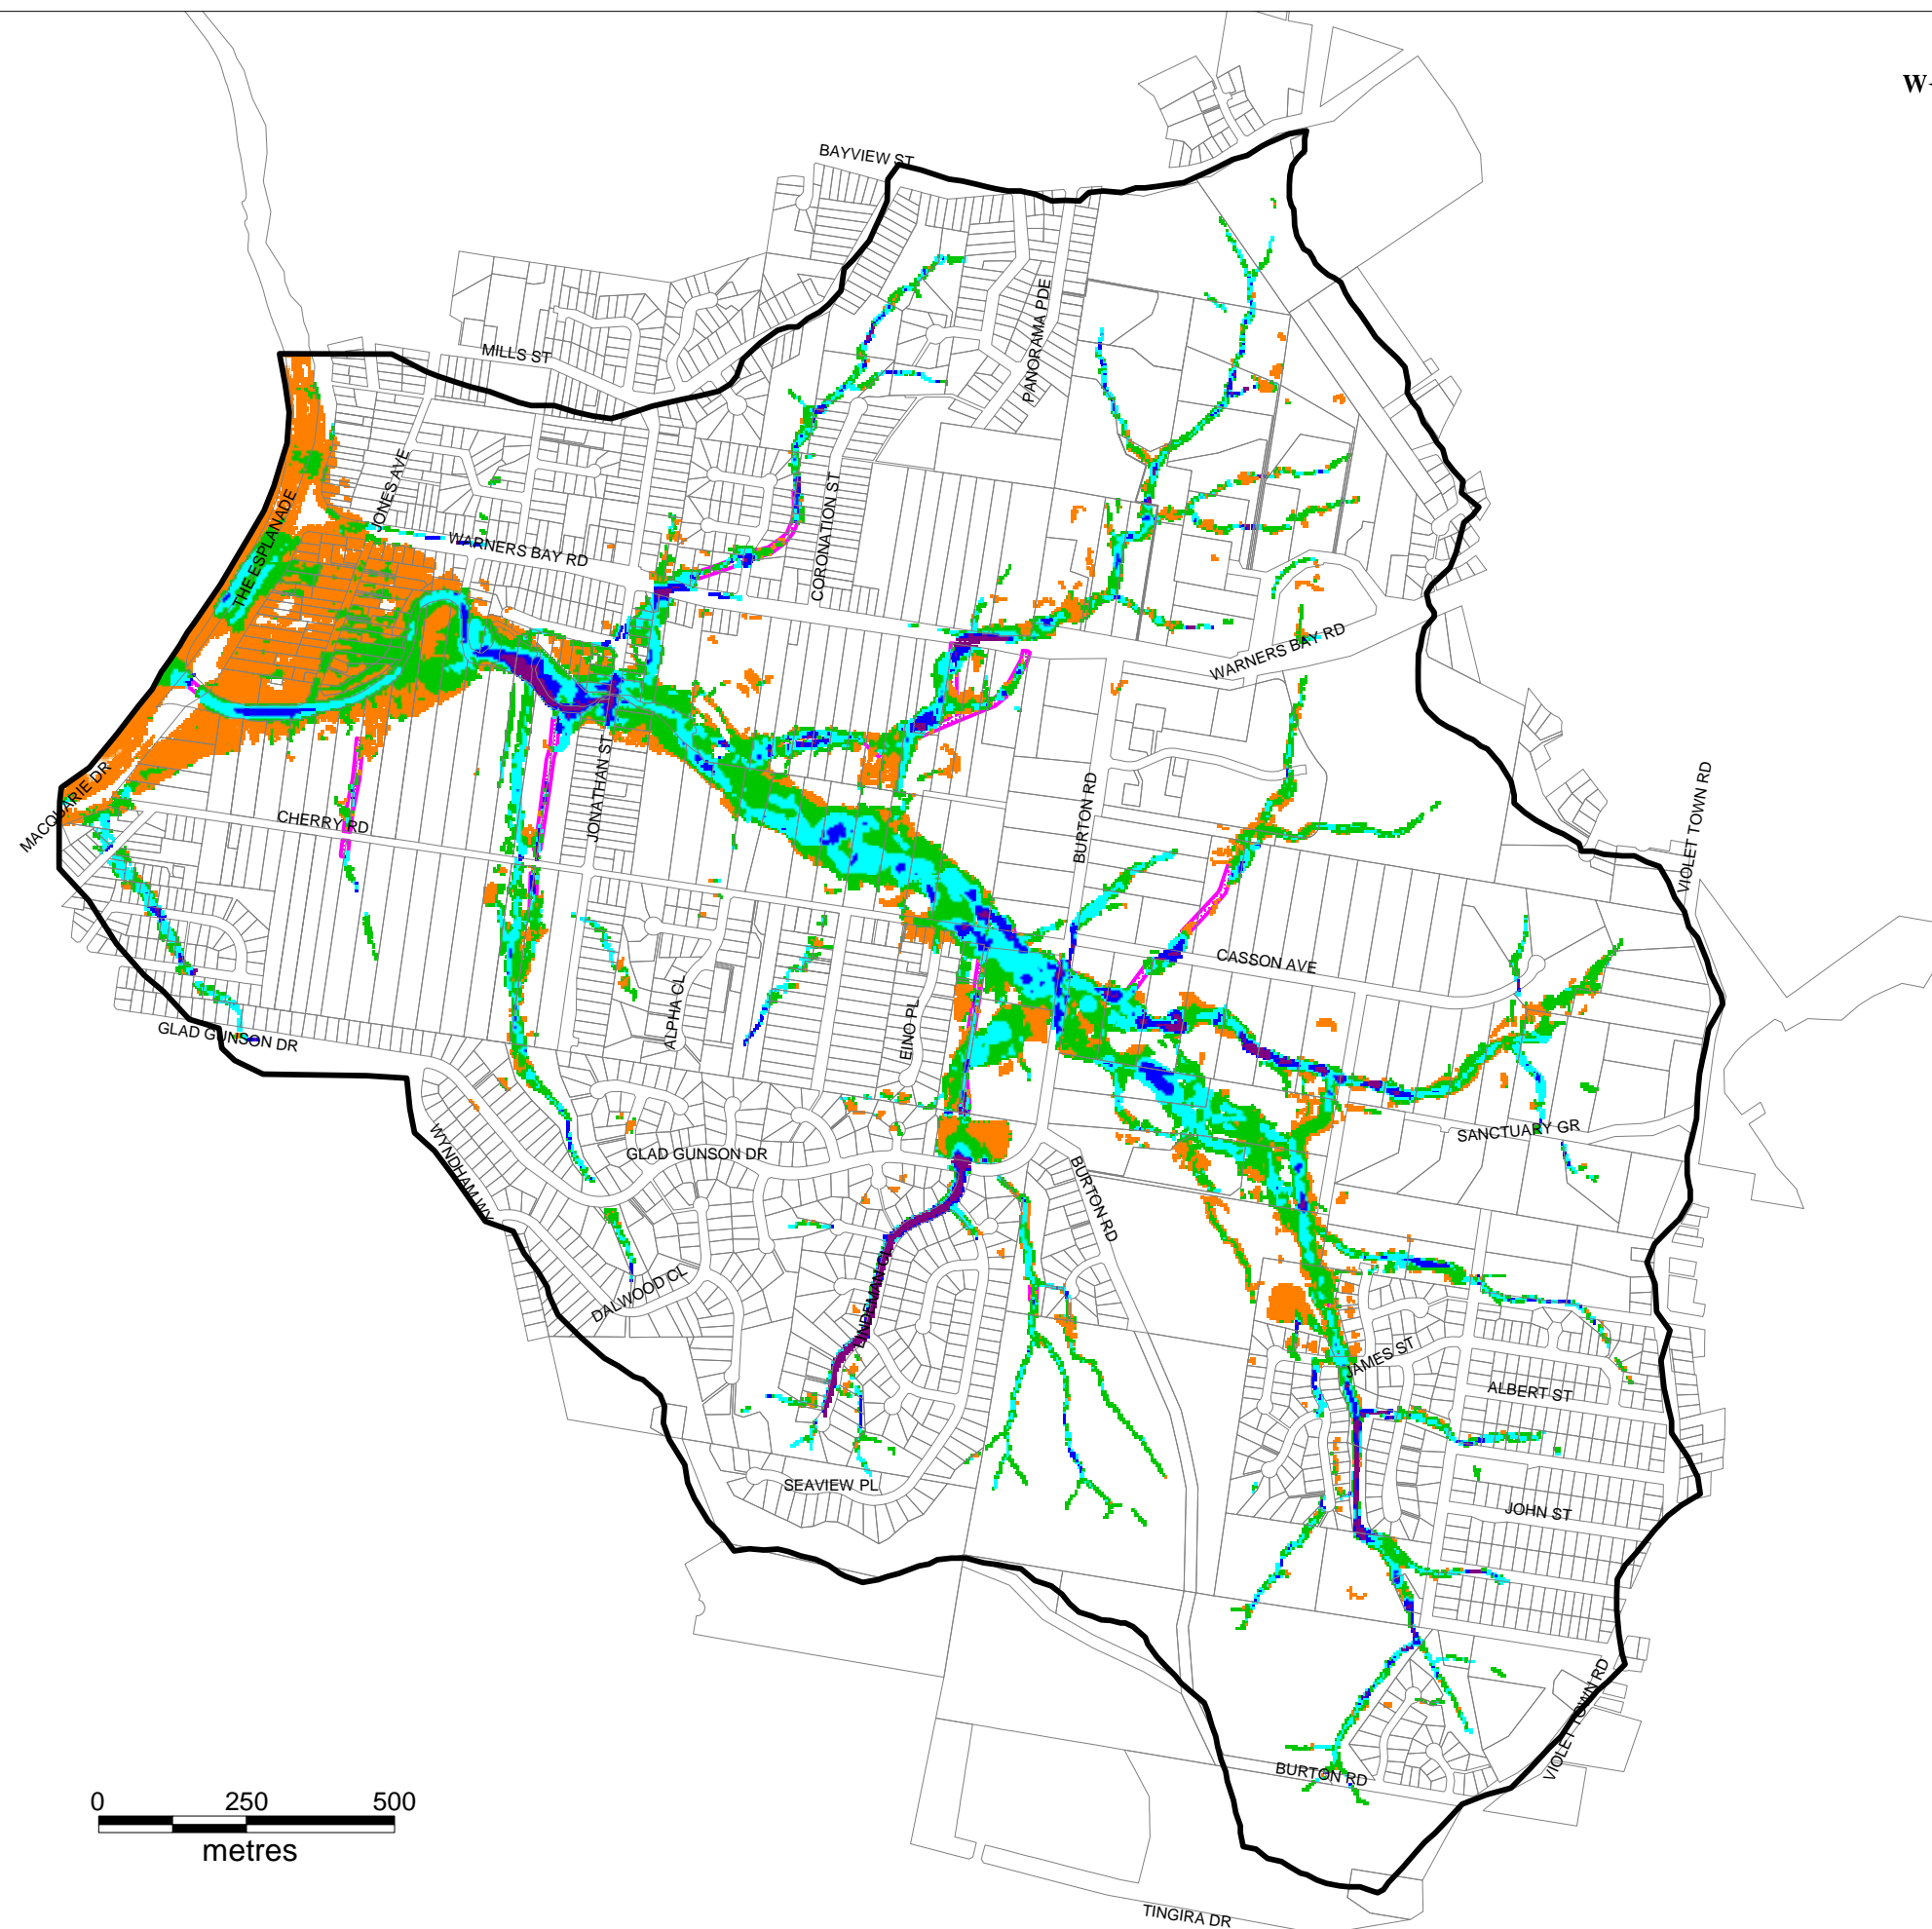 W
BAYVIEW ST
PANORAMA PDE
MILLS ST
JONES AVE
THE ESPLANADE
WARNERS BAY RD
CORONATION ST
WARNERS BAY RD
MACQUARIE DR
CHERRY RD
JONATHAN ST
BURTON RD
VIOLET TOWN RD
CASSON AVE
ALPHA CL
EINO PL
GLAD GUNSON DR
GLAD GUNSON DR
WYNDHAM WY
SANCTUARY GR
BURTON RD
DALWOOD CL
LINDEMAN CL
JAMES ST
ALBERT ST
SEAVIEW PL
JOHN ST
VIOLET TOWN RD
BURTON RD
0 250 500
metres
TINGIRA DR